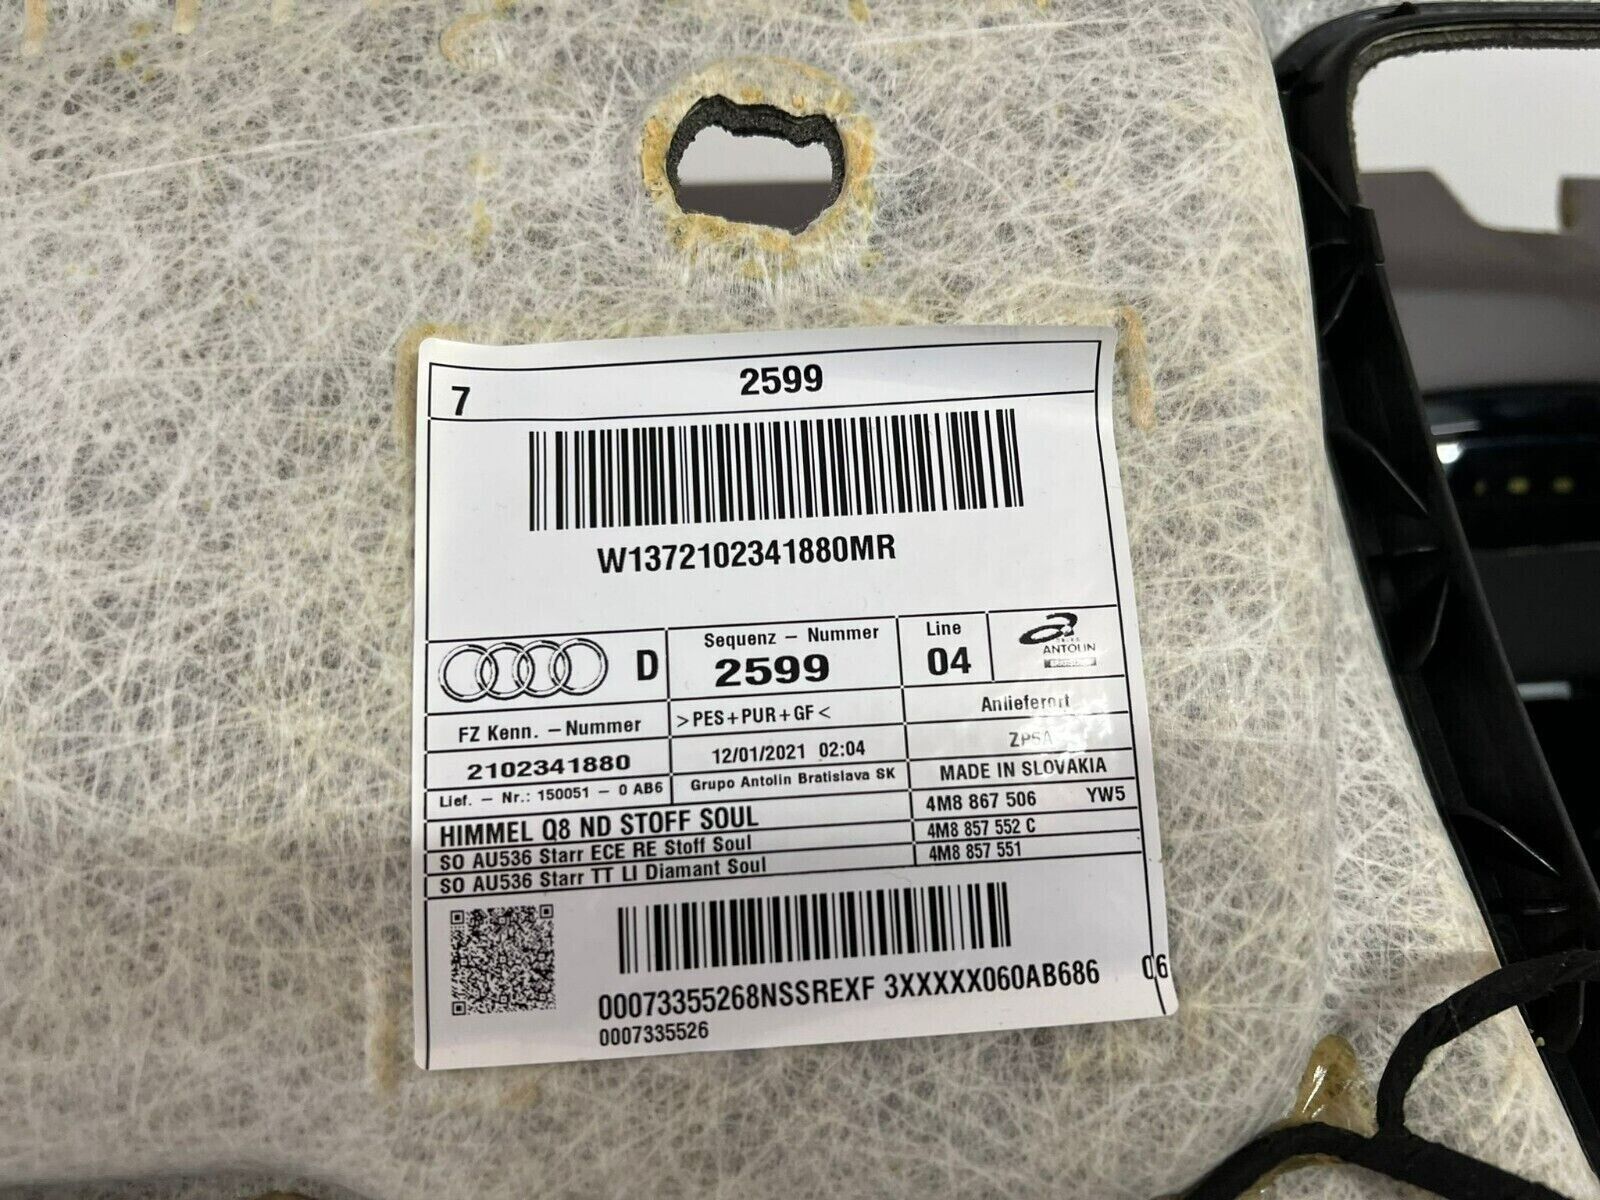 7 2599
W1372102341880MR
D
Sequenz - Nummer
2599
Line
04
ANTOLIN
FZ Kenn. - Nummer
2102341880
Lief. - Nr.: 150051 - 0 AB6
>PES+PUR+GF<
12/01/2021 02:04
Grupo Antolin Bratislava SK
Anlieferort
ZP5A
MADE IN SLOVAKIA
HIMMEL Q8 ND STOFF SOUL 4M8 867 506 YW5
SO AU536 Starr ECE RE Stoff Soul 4M8 857 552 C
SO AU536 Starr TT LI Diamant Soul 4M8 857 551
00073355268NSSREXF 3XXXXX060AB686 06
0007335526